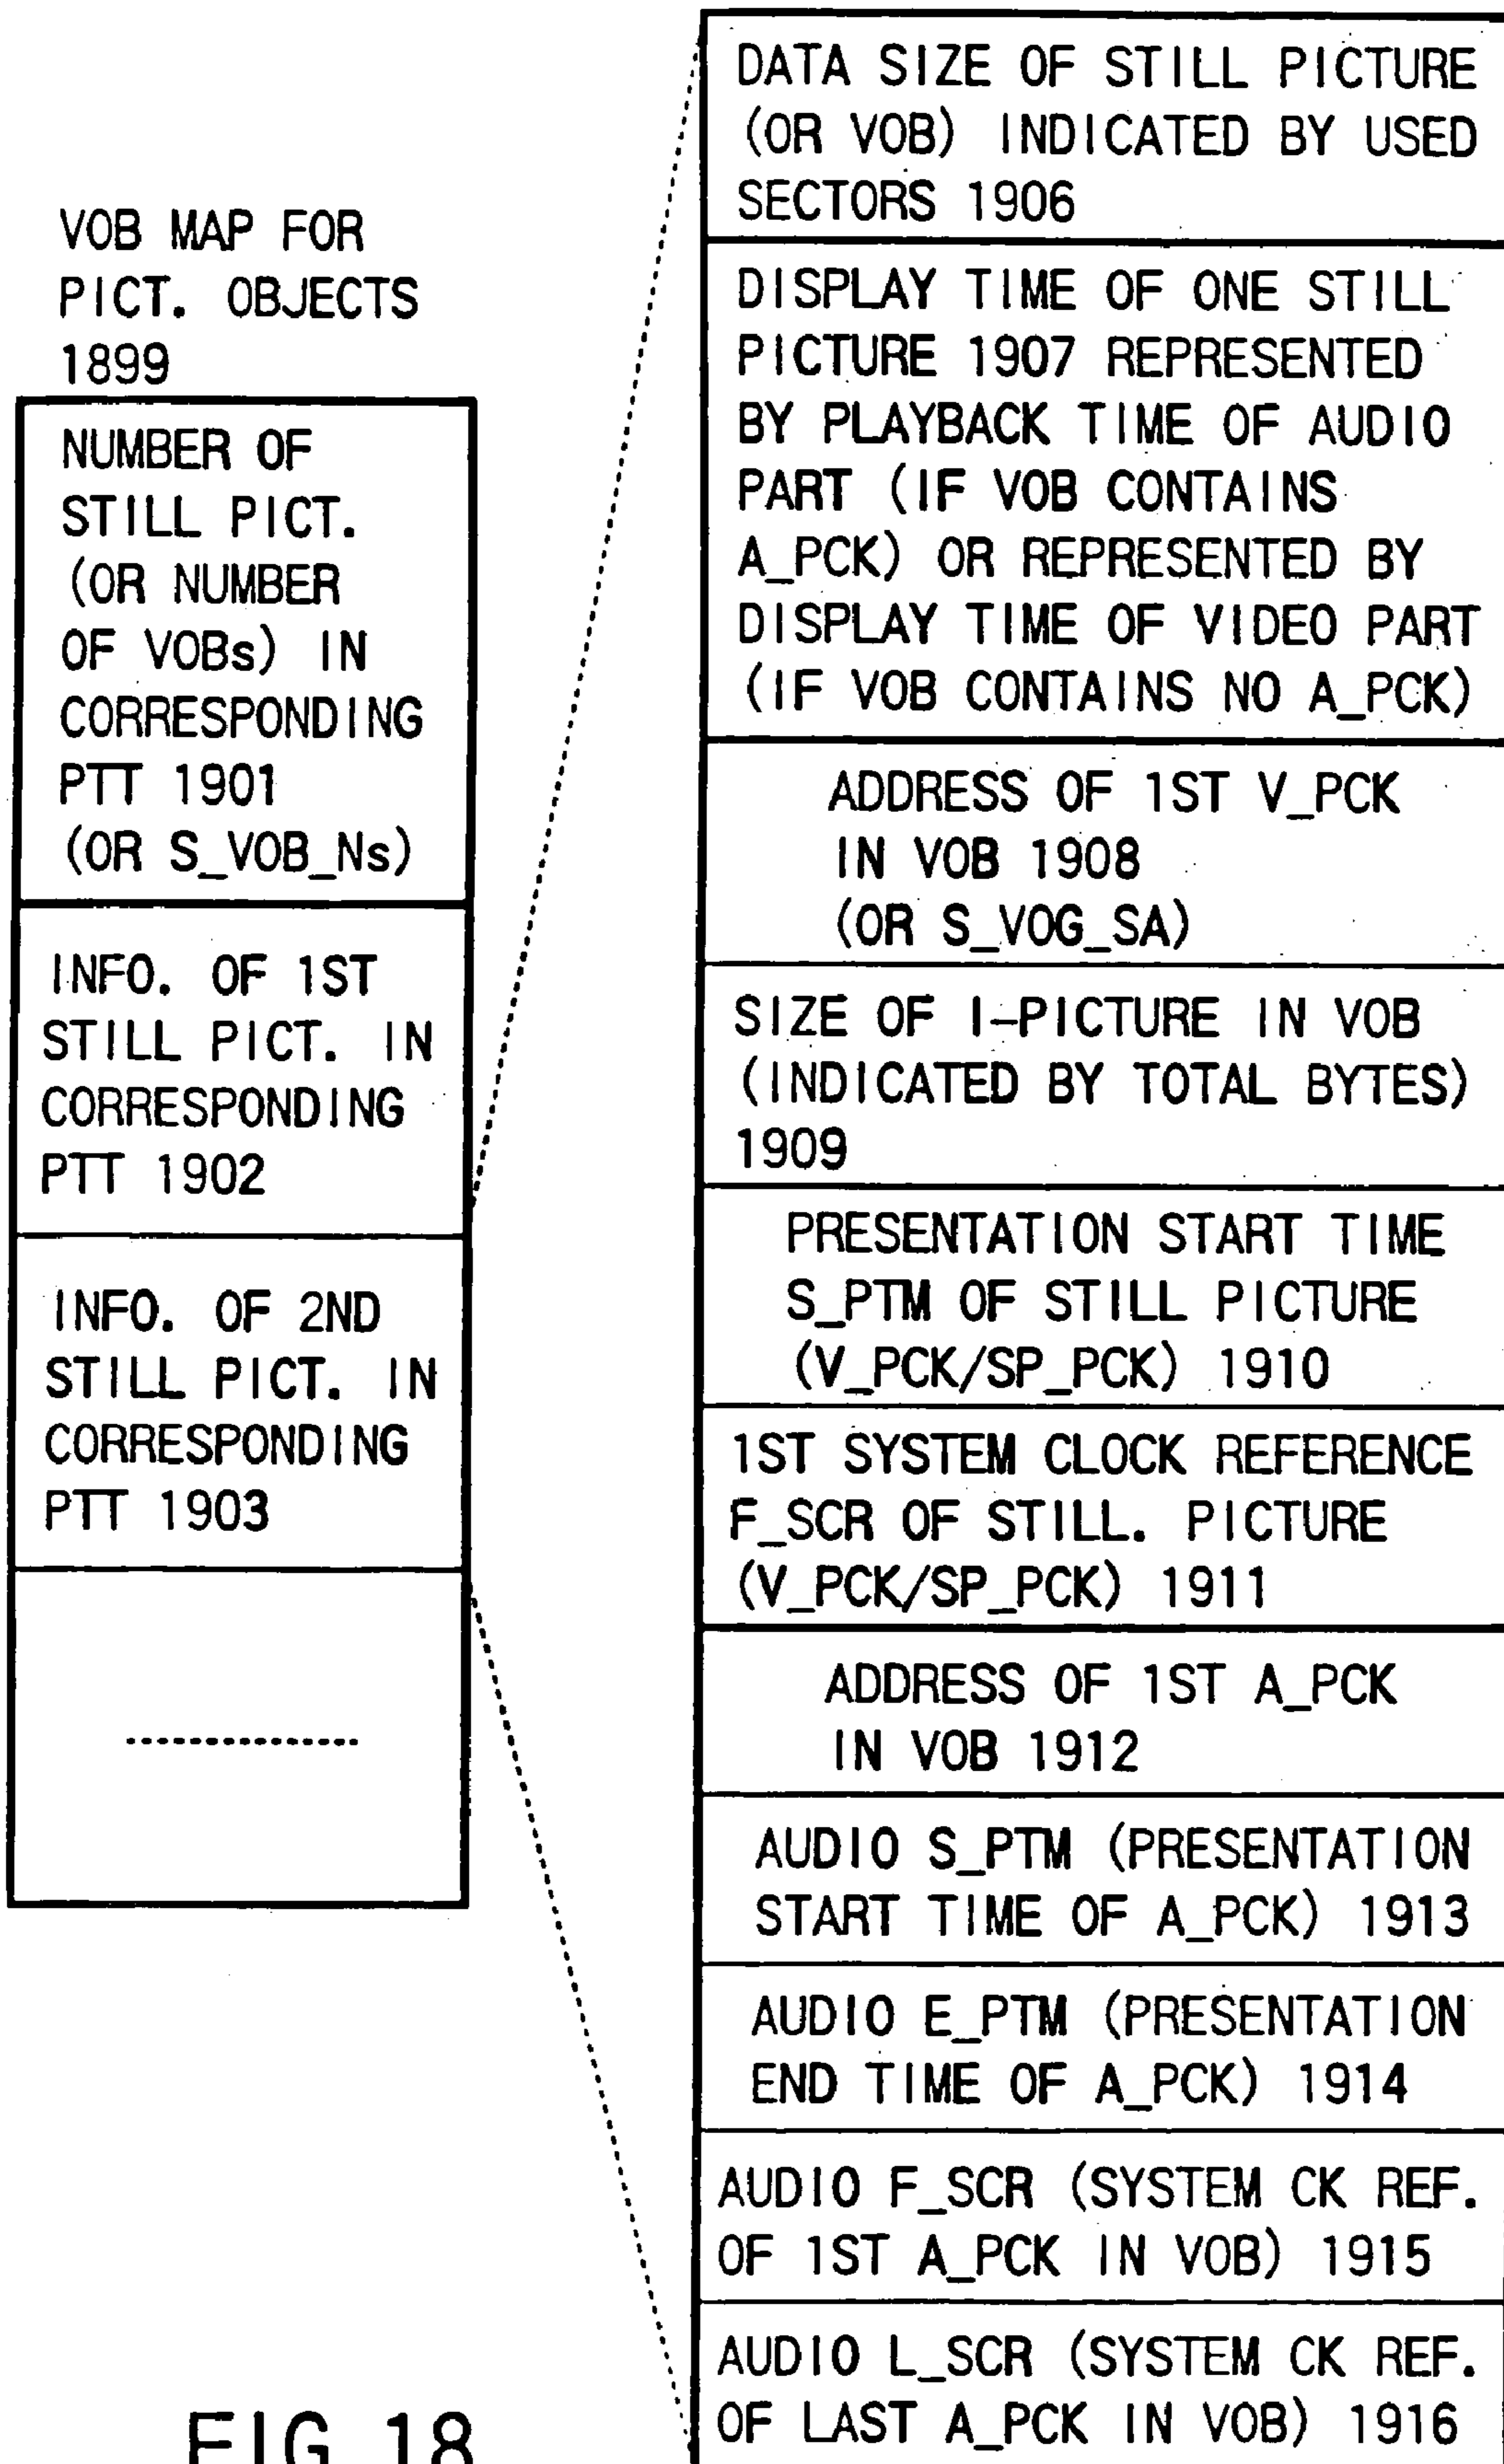 VOB MAP FOR
PICT. OBJECTS
1899
NUMBER OF
STILL PICT.
(OR NUMBER
OF VOBs) IN
CORRESPONDING
PTT 1901
(OR S_VOB_Ns)
INFO. OF 1ST
STILL PICT. IN
CORRESPONDING
PTT 1902
INFO. OF 2ND
STILL PICT. IN
CORRESPONDING
PTT 1903
DATA SIZE OF STILL PICTURE
(OR VOB) INDICATED BY USED
SECTORS 1906
DISPLAY TIME OF ONE STILL
PICTURE 1907 REPRESENTED
BY PLAYBACK TIME OF AUDIO
PART (IF VOB CONTAINS
A_PCK) OR REPRESENTED BY
DISPLAY TIME OF VIDEO PART
(IF VOB CONTAINS NO A_PCK)
ADDRESS OF 1ST V_PCK
IN VOB 1908
(OR S_VOG_SA)
SIZE OF I-PICTURE IN VOB
(INDICATED BY TOTAL BYTES)
1909
PRESENTATION START TIME
S_PTM OF STILL PICTURE
(V_PCK/SP_PCK) 1910
1ST SYSTEM CLOCK REFERENCE
F_SCR OF STILL. PICTURE
(V_PCK/SP_PCK) 1911
ADDRESS OF 1ST A_PCK
IN VOB 1912
AUDIO S_PTM (PRESENTATION
START TIME OF A_PCK) 1913
AUDIO E_PTM (PRESENTATION
END TIME OF A_PCK) 1914
AUDIO F_SCR (SYSTEM CK REF.
OF 1ST A_PCK IN VOB) 1915
AUDIO L_SCR (SYSTEM CK REF.
OF LAST A_PCK IN VOB) 1916
FIG. 18